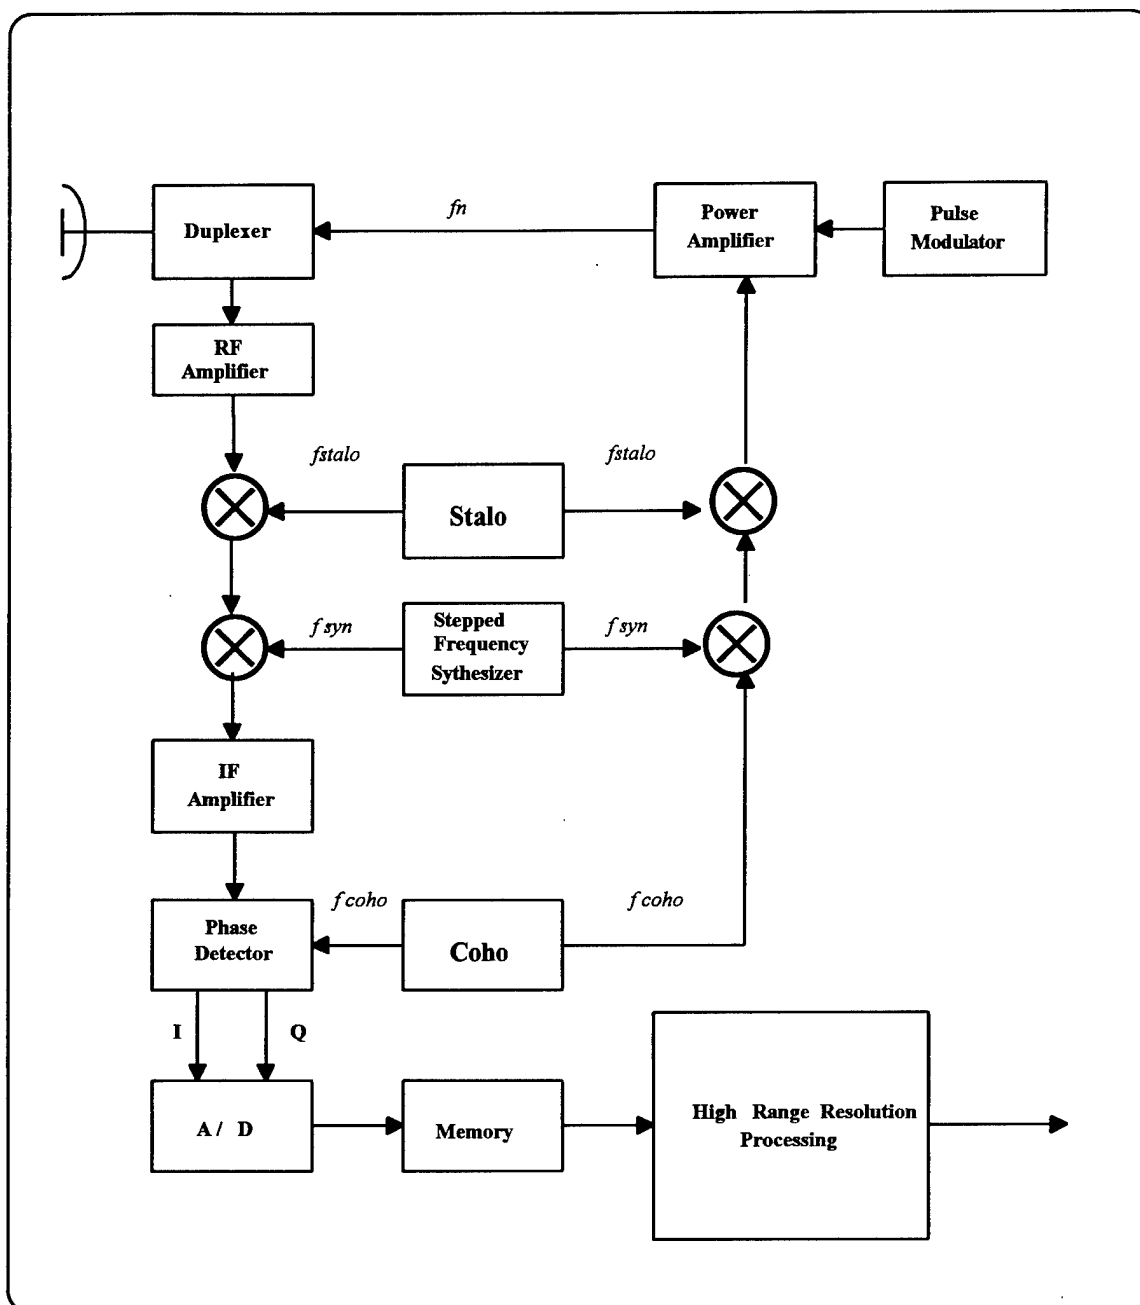 Duplexer
fn
Power
Amplifier
Pulse
Modulator
RF
Amplifier
fstalo
Stalo
fstalo
f syn
Stepped
Frequency
Sythesizer
f syn
IF
Amplifier
f coho
f coho
Phase
Detector
Coho
I
Q
A / D
Memory
High Range Resolution
Processing